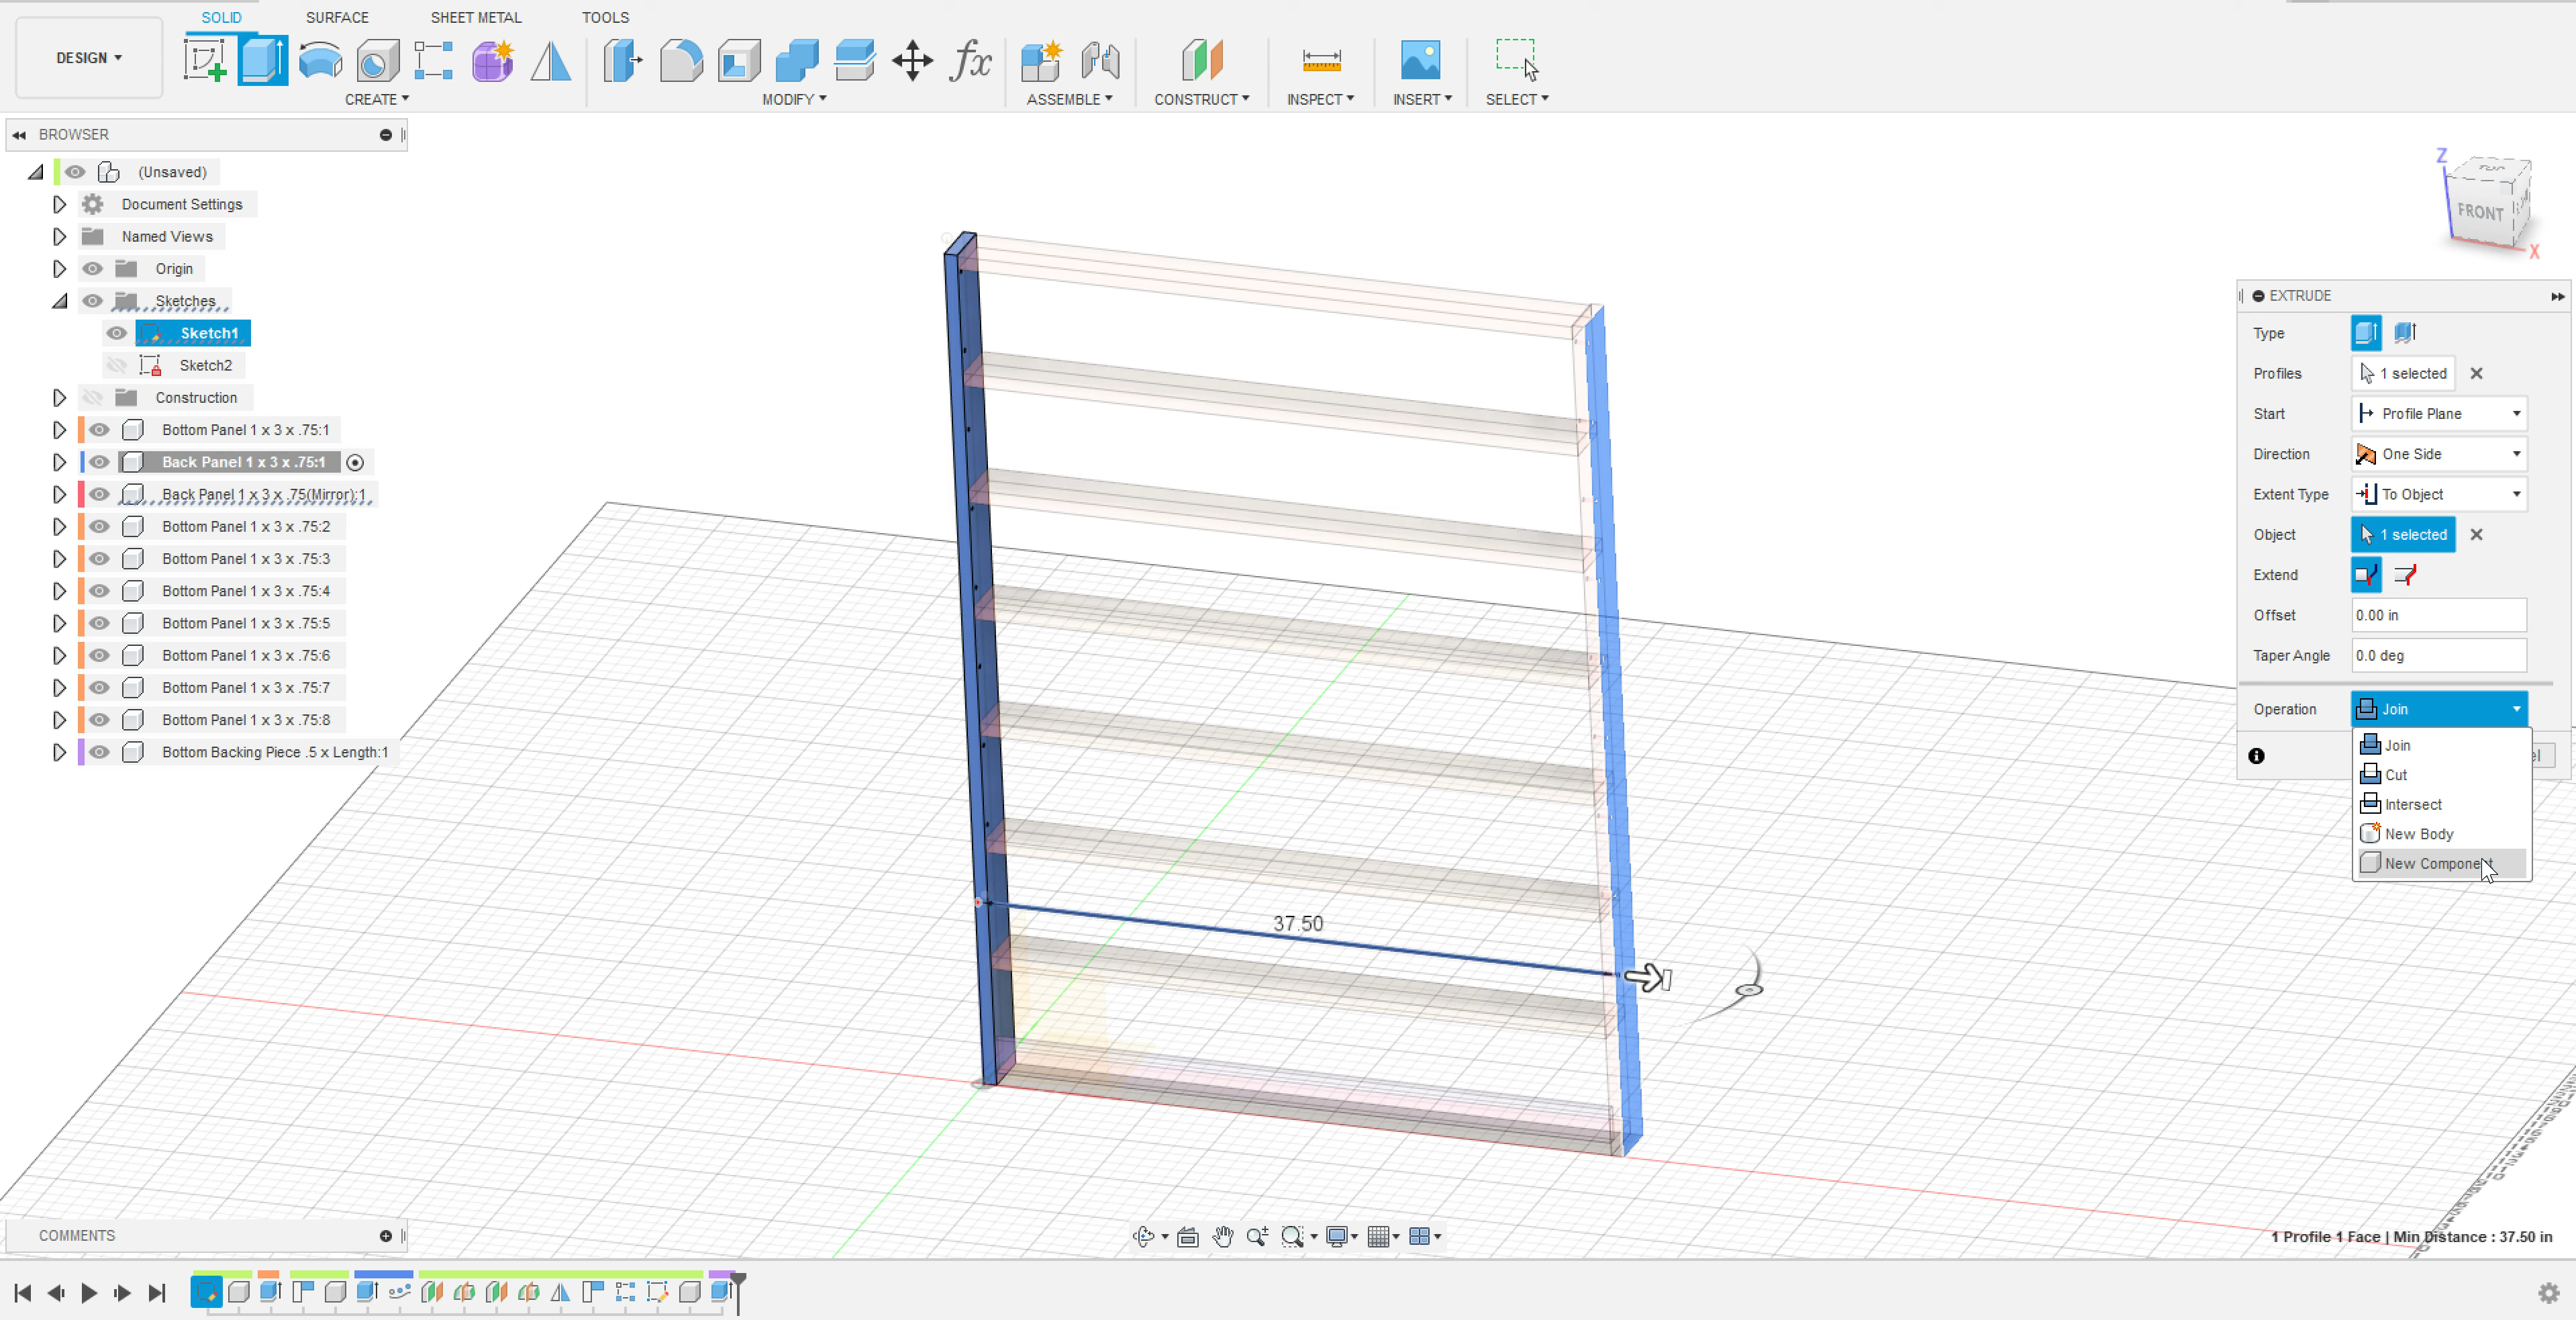 SOLID SURFACE SHEET METAL TOOLS
DESIGN
CREATE MODIFY ASSEMBLE CONSTRUCT INSPECT INSERT SELECT
BROWSER
(Unsaved)
Document Settings
Named Views
Origin
Sketches
Sketch1
Sketch2
Construction
Bottom Panel 1 x 3 x .75:1
Back Panel 1 x 3 x .75:1
Back Panel 1 x 3 x .75(Mirror):1
Bottom Panel 1 x 3 x .75:2
Bottom Panel 1 x 3 x .75:3
Bottom Panel 1 x 3 x .75:4
Bottom Panel 1 x 3 x .75:5
Bottom Panel 1 x 3 x .75:6
Bottom Panel 1 x 3 x .75:7
Bottom Panel 1 x 3 x .75:8
Bottom Backing Piece .5 x Length:1
37.50
Z
TOP
FRONT
X
EXTRUDE
Type
Profiles 1 selected
Start Profile Plane
Direction One Side
Extent Type To Object
Object 1 selected
Extend
Offset 0.00 in
Taper Angle 0.0 deg
Operation Join
Join
Cut
Intersect
New Body
New Component
COMMENTS
1 Profile 1 Face | Min Distance : 37.50 in